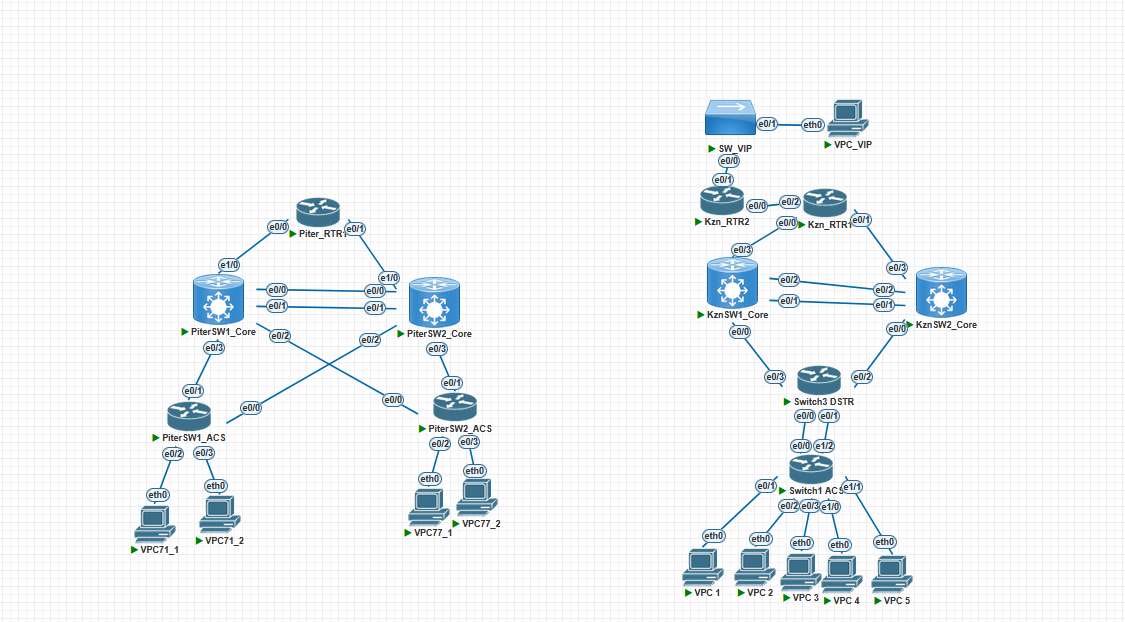 e0/1
eth0
SW_VIP
VPC_VIP
e0/0
e0/1
Kzn_RTR2
e0/0
e0/2
Kzn_RTR1
e0/0
e0/1
e0/0
Piter_RTR1
e0/1
e0/3
e0/3
e1/0
e1/0
e0/0
e0/0
e0/1
e0/1
PiterSW1_Core
PiterSW2_Core
e0/2
e0/2
e0/1
e0/1
KznSW1_Core
KznSW2_Core
e0/2
e0/2
e0/3
e0/3
e0/0
e0/0
e0/1
e0/1
e0/0
e0/0
e0/3
e0/2
Switch3 DSTR
PiterSW1_ACS
PiterSW2_ACS
e0/0
e0/1
e0/2
e0/3
e0/2
e0/3
e0/0
e1/2
Switch1 ACS
e0/1
e1/1
e0/2
e0/3
e1/0
eth0
eth0
eth0
eth0
VPC71_1
VPC71_2
VPC77_1
VPC77_2
eth0
eth0
eth0
eth0
eth0
VPC 1
VPC 2
VPC 3
VPC 4
VPC 5